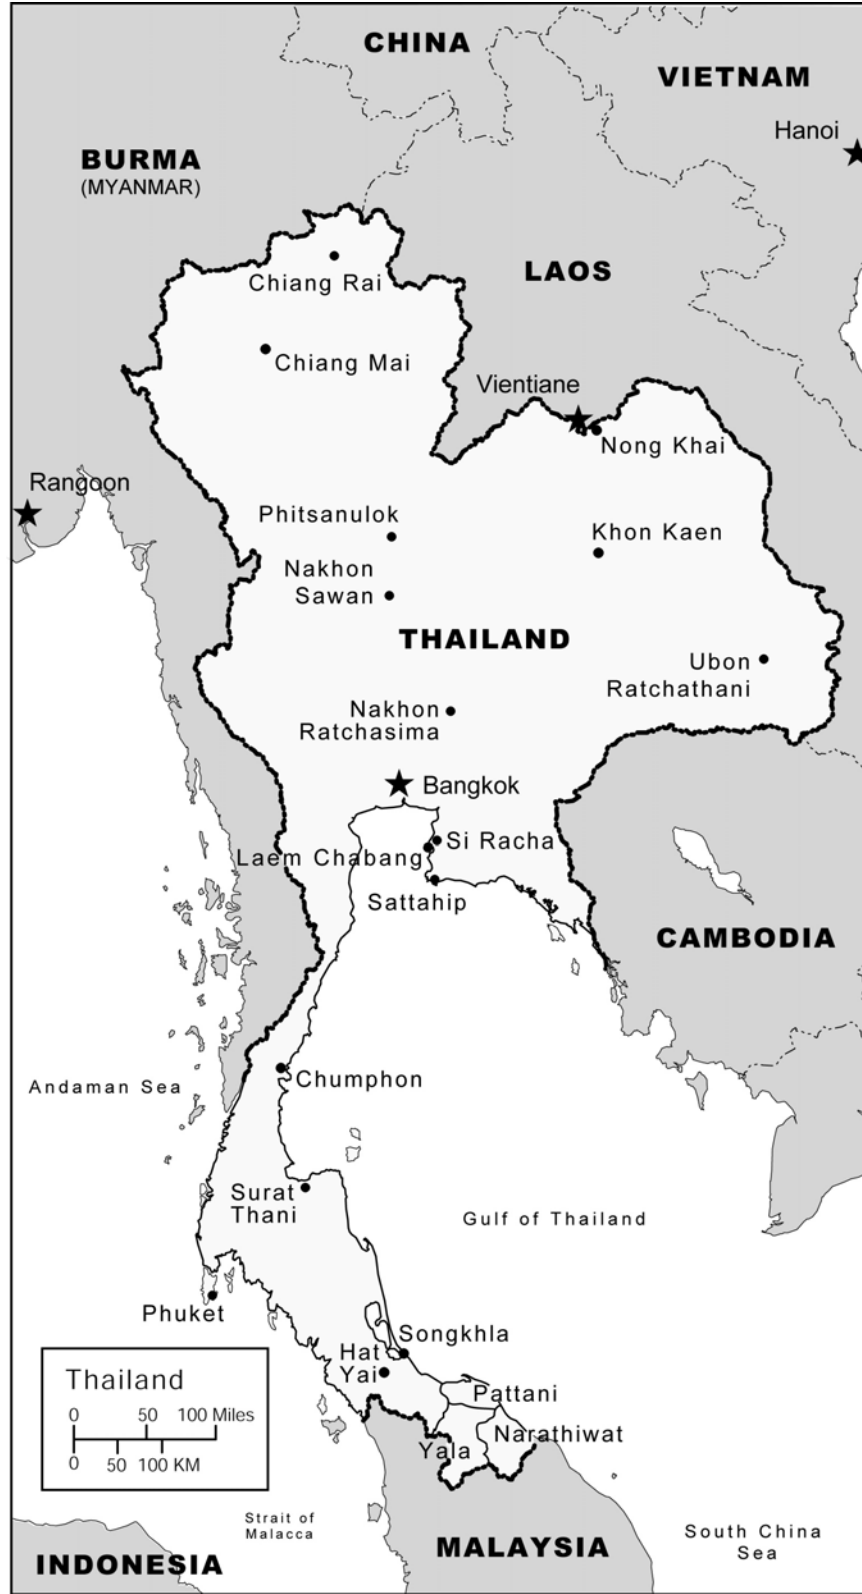 CHINA
VIETNAM
Hanoi
BURMA
(MYANMAR)
LAOS
Chiang Rai
Chiang Mai
Vientiane
Nong Khai
Rangoon
Phitsanulok
Khon Kaen
Nakhon
Sawan
THAILAND
Ubon
Ratchathani
Nakhon
Ratchasima
Bangkok
Si Racha
Laem Chabang
Sattahip
CAMBODIA
Chumphon
Andaman Sea
Surat
Thani
Gulf of Thailand
Phuket
Songkhla
Hat
Yai
Pattani
Narathiwat
Yala
Thailand
0 50 100 Miles
0 50 100 KM
Strait of
Malacca
South China
Sea
MALAYSIA
INDONESIA